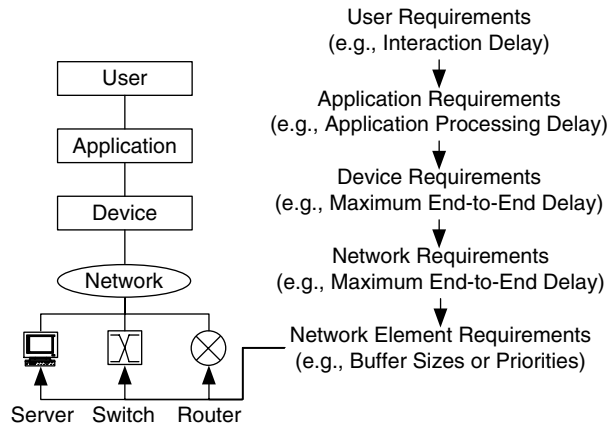 User
Application
Device
Network
Server
Switch
Router
User Requirements
(e.g., Interaction Delay)
Application Requirements
(e.g., Application Processing Delay)
Device Requirements
(e.g., Maximum End-to-End Delay)
Network Requirements
(e.g., Maximum End-to-End Delay)
Network Element Requirements
(e.g., Buffer Sizes or Priorities)